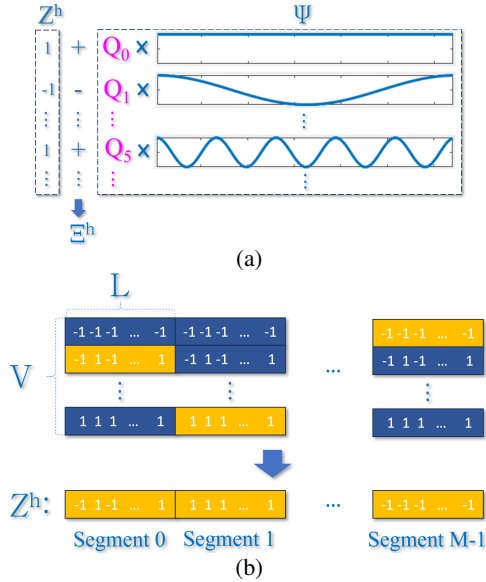 Z^h Ψ
1 + Q_0 ×
-1 - Q_1 ×
⋮ ⋮ ⋮ ⋮
1 + Q_5 ×
⋮ ⋮ ⋮ ⋮
Ξ^h
(a)
L
V
-1 -1 -1 ... -1 -1 -1 -1 ... -1 -1 -1 -1 ... -1
-1 1 -1 ... 1 -1 1 -1 ... 1 ... -1 1 -1 ... 1
⋮ ⋮ ⋮
1 1 1 ... 1 1 1 1 ... 1 1 1 1 ... 1
Z^h: -1 1 -1 ... 1 1 1 1 ... 1 ... -1 -1 -1 ... -1
Segment 0 Segment 1 Segment M-1
(b)